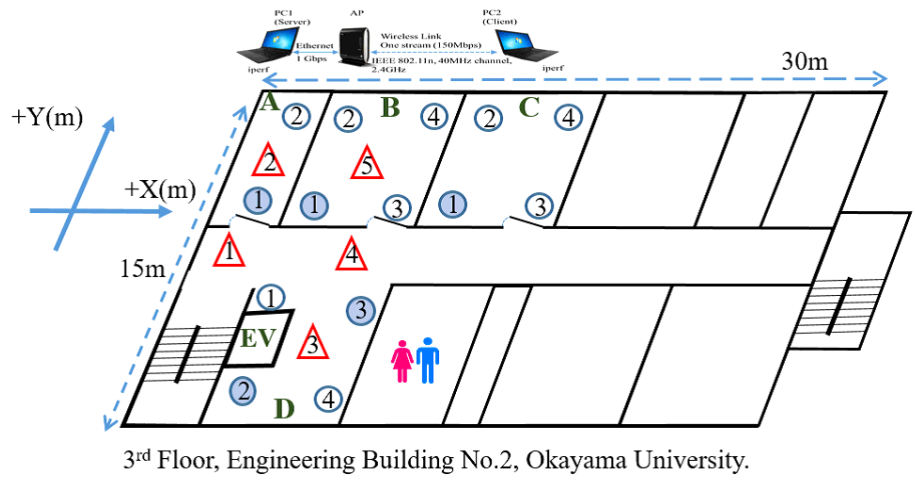 PC1
(Server)
AP
PC2
(Client)
Ethernet
1 Gbps
Wireless Link
One stream (150Mbps)
IEEE 802.11n, 40MHz channel,
2.4GHz
iperf
iperf
30m
+Y(m)
+X(m)
15m
A
2
2
1
B
2
4
5
1
3
C
2
4
1
3
1
4
1
3
EV
3
2
4
D
3rd Floor, Engineering Building No.2, Okayama University.